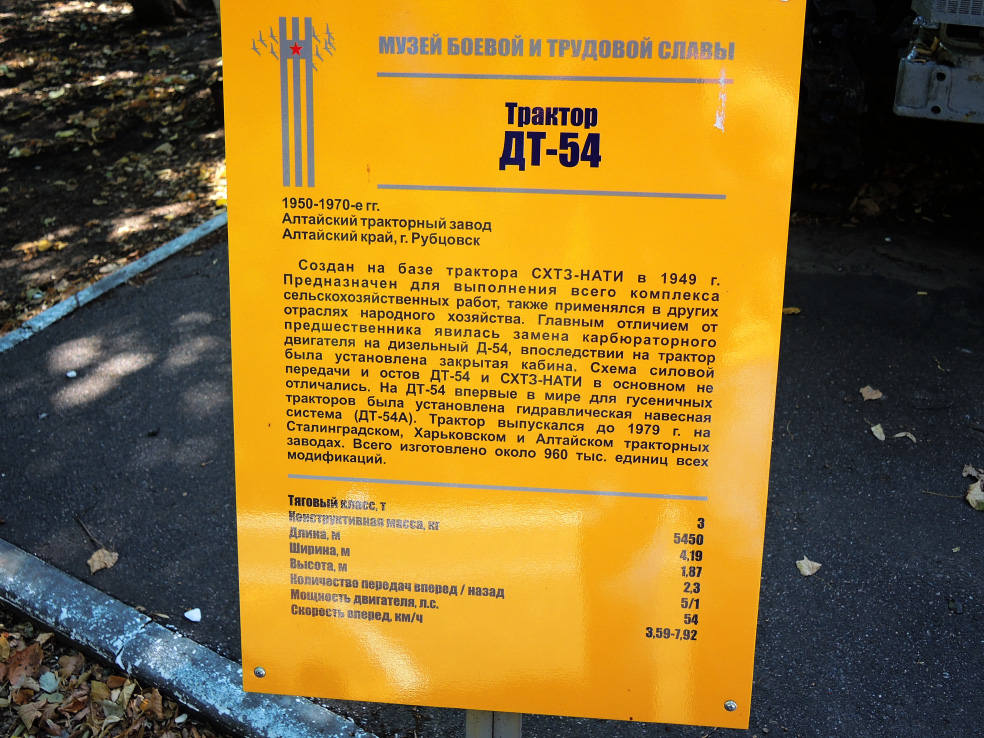 МУЗЕЙ БОЕВОЙ И ТРУДОВОЙ СЛАВЫ
Трактор
ДТ-54
1950-1970-е гг.
Алтайский тракторный завод
Алтайский край, г. Рубцовск
Создан на базе трактора СХТЗ-НАТИ в 1949 г.
Предназначен для выполнения всего комплекса
сельскохозяйственных работ, также применялся в других
отраслях народного хозяйства. Главным отличием от
предшественника явилась замена карбюраторного
двигателя на дизельный Д-54, впоследствии на трактор
была установлена закрытая кабина. Схема силовой
передачи и остов ДТ-54 и СХТЗ-НАТИ в основном не
отличались. На ДТ-54 впервые в мире для гусеничных
тракторов была установлена гидравлическая навесная
система (ДТ-54А). Трактор выпускался до 1979 г. на
Сталинградском, Харьковском и Алтайском тракторных
заводах. Всего изготовлено около 960 тыс. единиц всех
модификаций.
Тяговый класс, т 3
Конструктивная масса, кг 5450
Длина, м 4,19
Ширина, м 1,87
Высота, м 2,3
Количество передач вперед / назад 5/1
Мощность двигателя, л.с. 54
Скорость вперед, км/ч 3,59-7,92